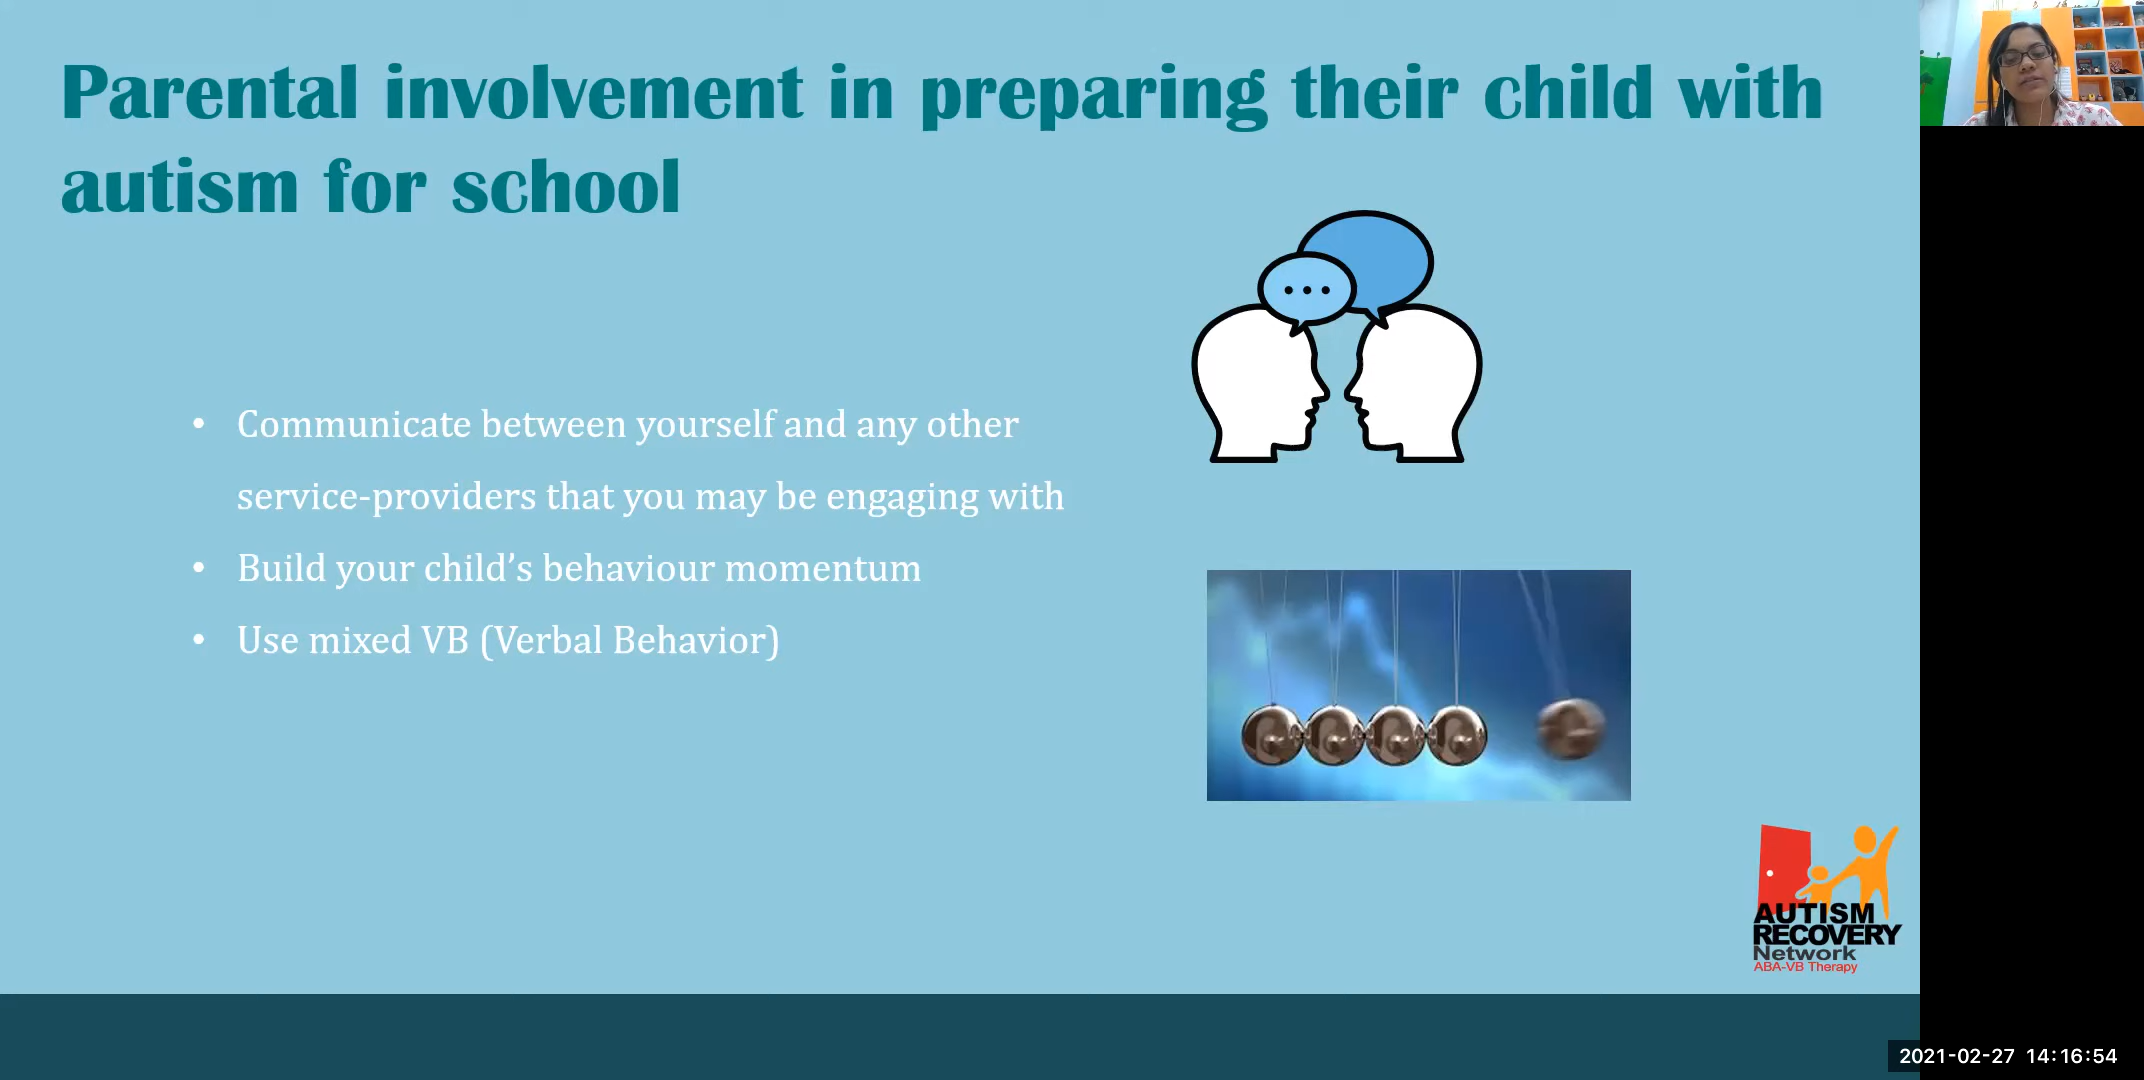 Parental involvement in preparing their child with
autism for school
• Communicate between yourself and any other
service-providers that you may be engaging with
• Build your child’s behaviour momentum
• Use mixed VB (Verbal Behavior)
AUTISM
RECOVERY
Network
ABA-VB Therapy
2021-02-27 14:16:54